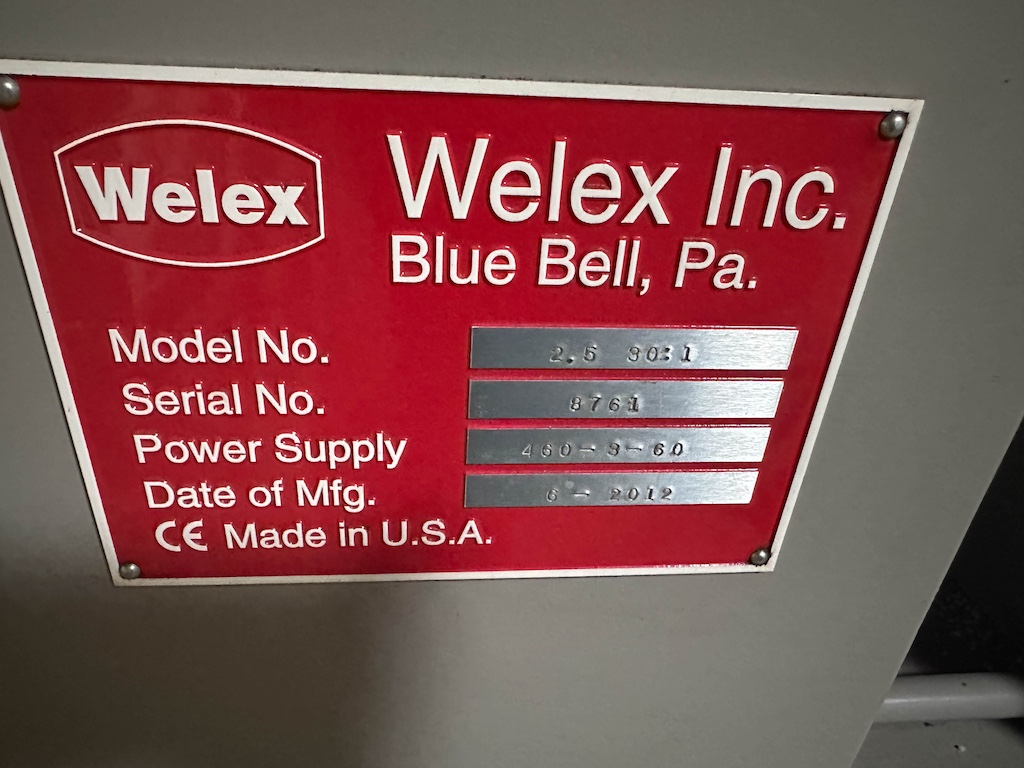 Welex
Welex Inc.
Blue Bell, Pa.
Model No. 2.5 30:1
Serial No. 8761
Power Supply 460-3-60
Date of Mfg. 6-2012
CE Made in U.S.A.